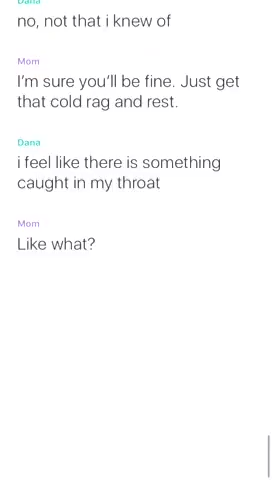 Dana
no, not that i knew of
Mom
I'm sure you'll be fine. Just get
that cold rag and rest.
Dana
i feel like there is something
caught in my throat
Mom
Like what?